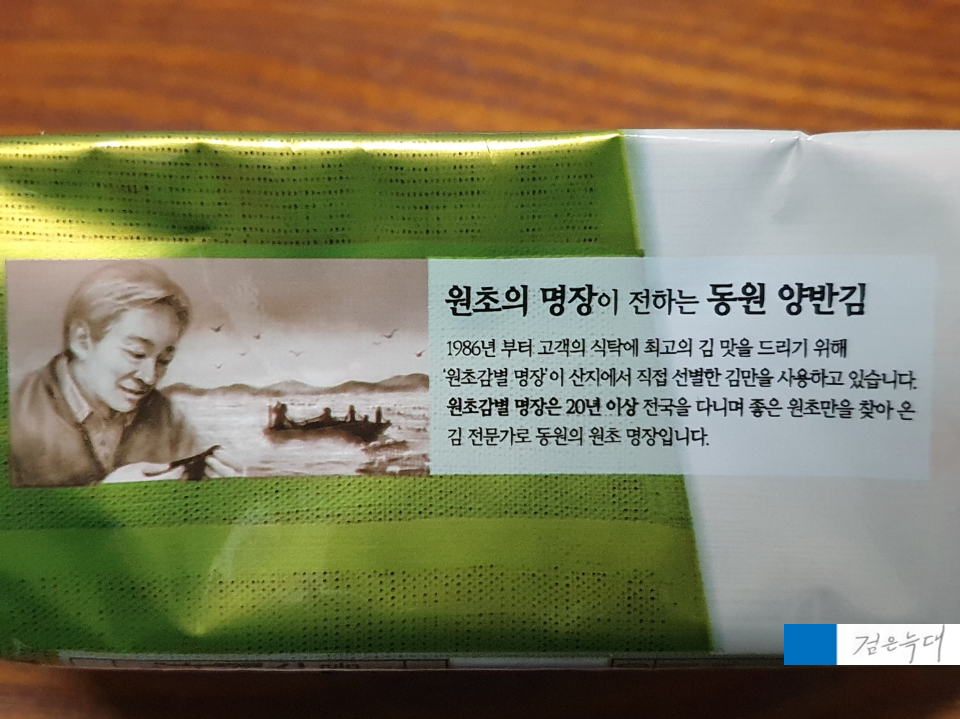 원초의 명장이 전하는 동원 양반김
1986년 부터 고객의 식탁에 최고의 김 맛을 드리기 위해
'원초감별 명장'이 산지에서 직접 선별한 김만을 사용하고 있습니다.
원초감별 명장은 20년 이상 전국을 다니며 좋은 원초만을 찾아 온
김 전문가로 동원의 원초 명장입니다.
검은늑대